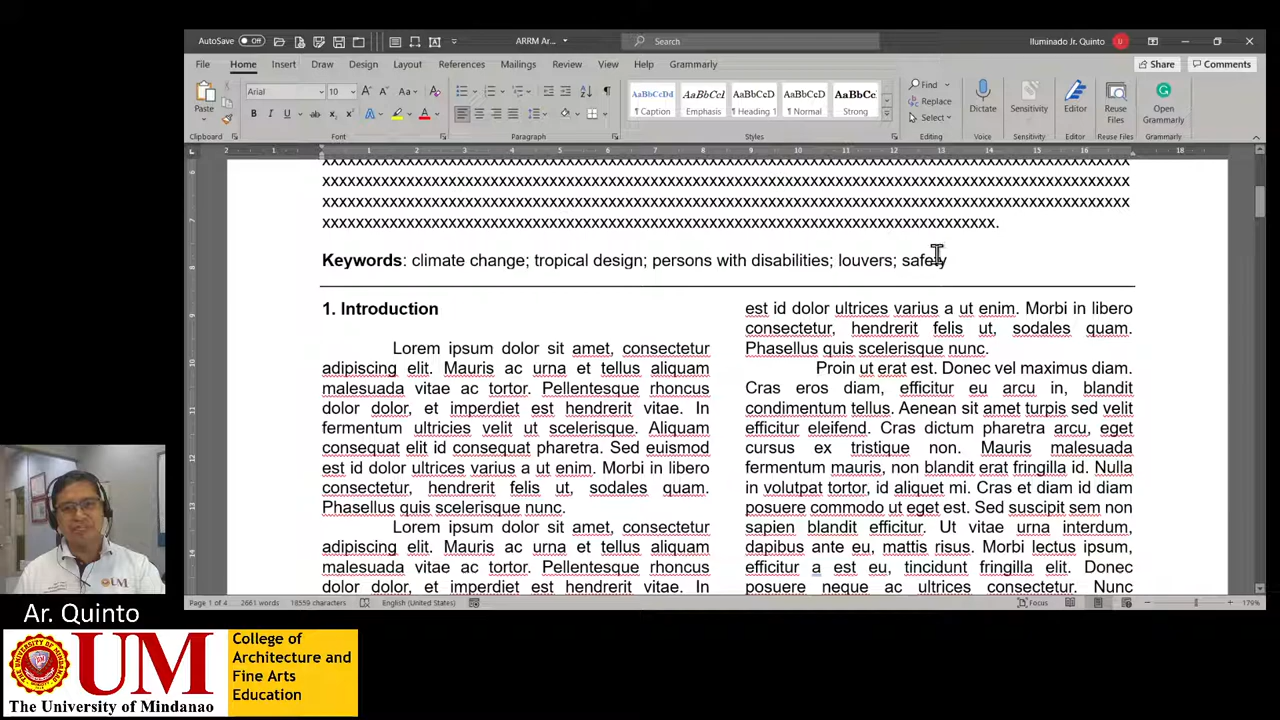 AutoSave Off ARRM Ar... Search Iluminado Jr. Quinto
File Home Insert Draw Design Layout References Mailings Review View Help Grammarly Share Comments
Paste
Clipboard
Arial 10
Font
Paragraph
AaBbCcDd AaBbCcI AaBbCcD AaBbCcD AaBbCc
¶ Caption Emphasis ¶ Heading 1 ¶ Normal Strong
Styles
Find
Replace
Select
Editing
Dictate
Voice
Sensitivity
Sensitivity
Editor
Editor
Reuse Files
Reuse Files
Open Grammarly
Grammarly
Keywords: climate change; tropical design; persons with disabilities; louvers; safety
1. Introduction
Lorem ipsum dolor sit amet, consectetur
adipiscing elit. Mauris ac urna et tellus aliquam
malesuada vitae ac tortor. Pellentesque rhoncus
dolor dolor, et imperdiet est hendrerit vitae. In
fermentum ultricies velit ut scelerisque. Aliquam
consequat elit id consequat pharetra. Sed euismod
est id dolor ultrices varius a ut enim. Morbi in libero
consectetur, hendrerit felis ut, sodales quam.
Phasellus quis scelerisque nunc.
Lorem ipsum dolor sit amet, consectetur
adipiscing elit. Mauris ac urna et tellus aliquam
malesuada vitae ac tortor. Pellentesque rhoncus
dolor dolor, et imperdiet est hendrerit vitae. In
est id dolor ultrices varius a ut enim. Morbi in libero
consectetur, hendrerit felis ut, sodales quam.
Phasellus quis scelerisque nunc.
Proin ut erat est. Donec vel maximus diam.
Cras eros diam, efficitur eu arcu in, blandit
condimentum tellus. Aenean sit amet turpis sed velit
efficitur eleifend. Cras dictum pharetra arcu, eget
cursus ex tristique non. Mauris malesuada
fermentum mauris, non blandit erat fringilla id. Nulla
in volutpat tortor, id aliquet mi. Cras et diam id diam
posuere commodo ut eget est. Sed suscipit sem non
sapien blandit efficitur. Ut vitae urna interdum,
dapibus ante eu, mattis risus. Morbi lectus ipsum,
efficitur a est eu, tincidunt fringilla elit. Donec
posuere neque ac ultrices consectetur. Nunc
Page 1 of 4 2661 words 18559 characters English (United States) Focus 170%
UM
Ar. Quinto
UM
The University of Mindanao
College of
Architecture and
Fine Arts
Education